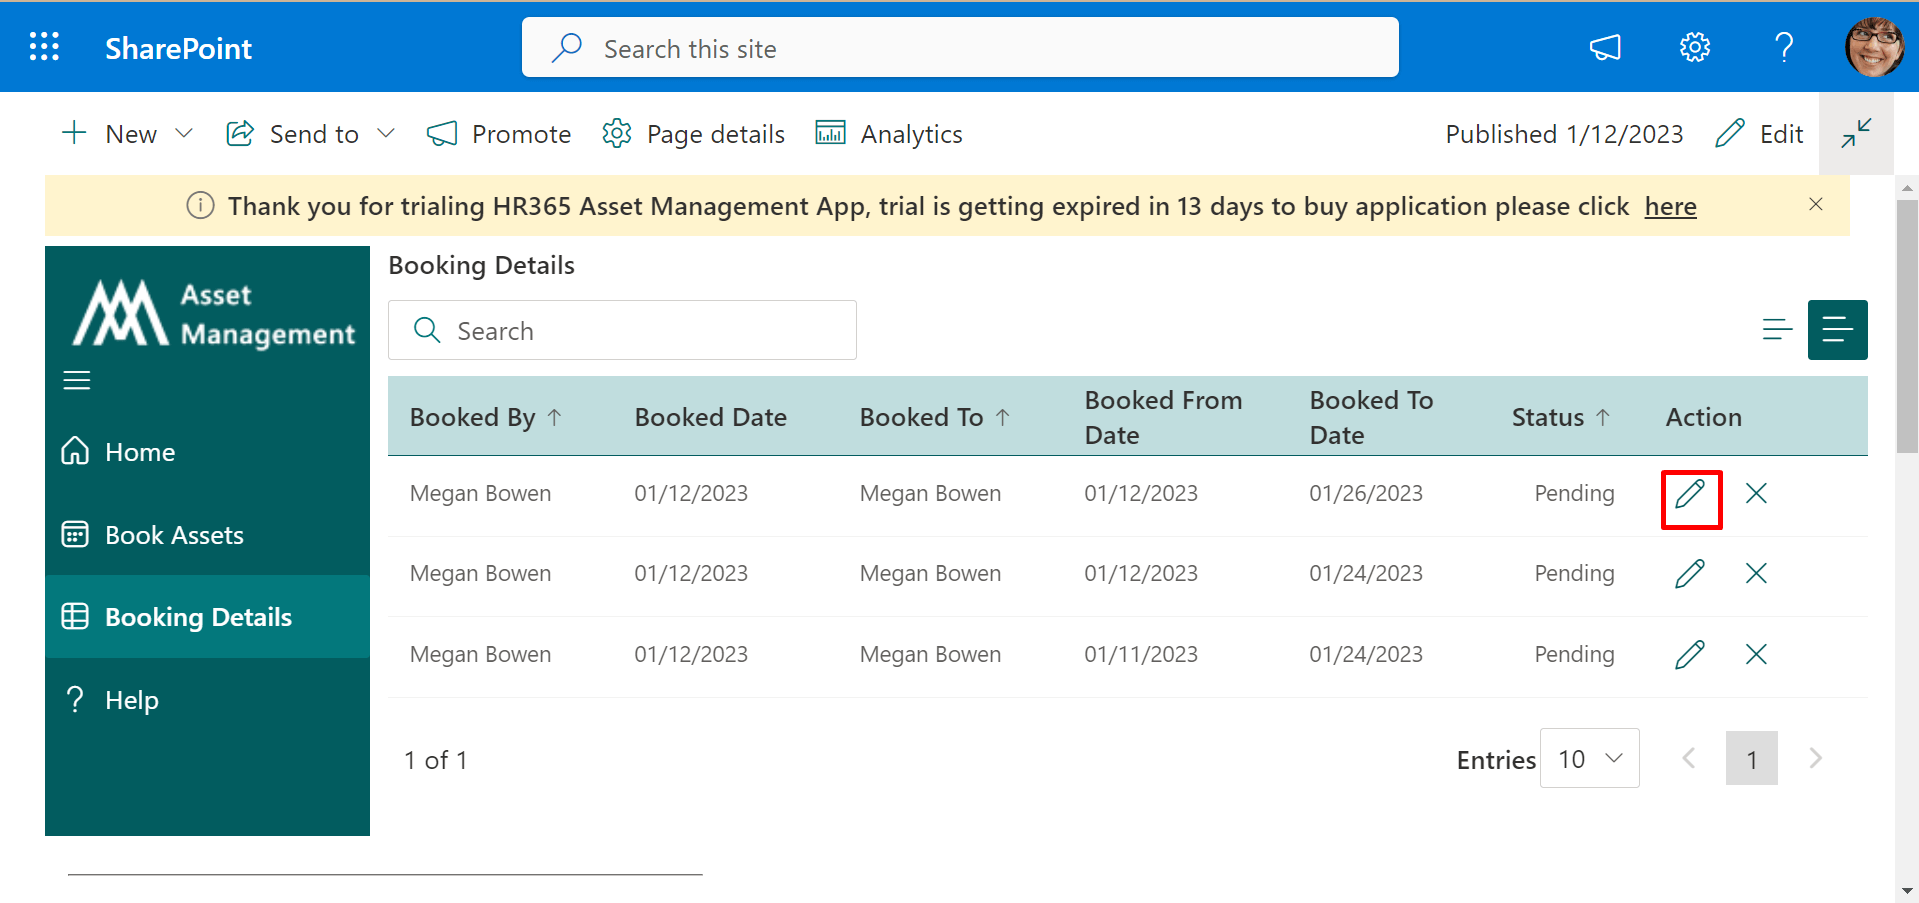 SharePoint
Search this site
New
Send to
Promote
Page details
Analytics
Published 1/12/2023
Edit
Thank you for trialing HR365 Asset Management App, trial is getting expired in 13 days to buy application please click here
Asset
Management
Home
Book Assets
Booking Details
Help
Booking Details
Search
Booked By Booked Date Booked To Booked From Date Booked To Date Status Action
Megan Bowen 01/12/2023 Megan Bowen 01/12/2023 01/26/2023 Pending
Megan Bowen 01/12/2023 Megan Bowen 01/12/2023 01/24/2023 Pending
Megan Bowen 01/12/2023 Megan Bowen 01/11/2023 01/24/2023 Pending
1 of 1
Entries 10
1